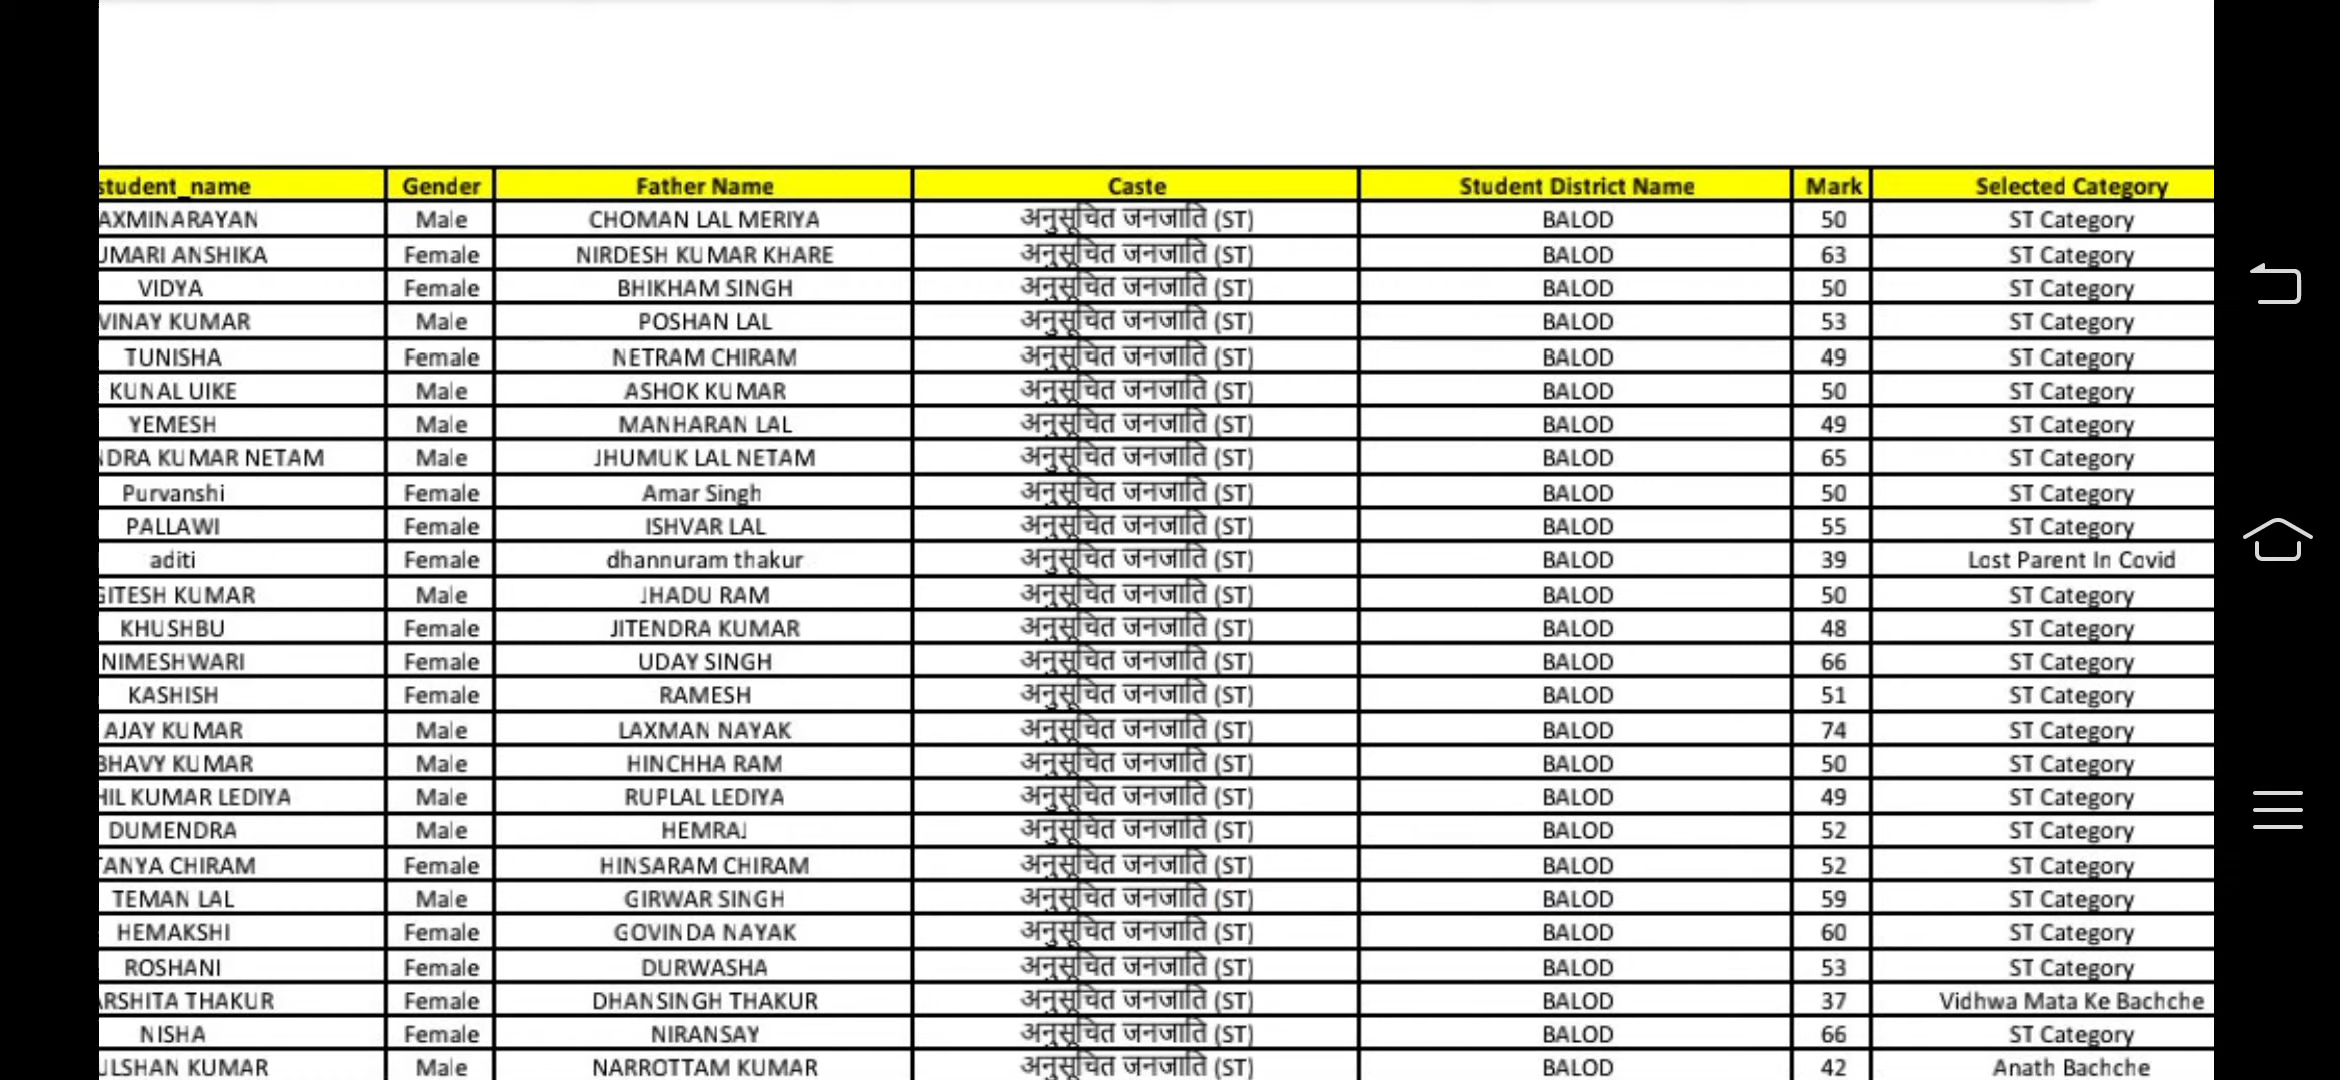 student_name Gender Father Name Caste Student District Name Mark Selected Category
AXMINARAYAN Male CHOMAN LAL MERIYA अनुसूचित जनजाति (ST) BALOD 50 ST Category
UMARI ANSHIKA Female NIRDESH KUMAR KHARE अनुसूचित जनजाति (ST) BALOD 63 ST Category
VIDYA Female BHIKHAM SINGH अनुसूचित जनजाति (ST) BALOD 50 ST Category
VINAY KUMAR Male POSHAN LAL अनुसूचित जनजाति (ST) BALOD 53 ST Category
TUNISHA Female NETRAM CHIRAM अनुसूचित जनजाति (ST) BALOD 49 ST Category
KUNAL UIKE Male ASHOK KUMAR अनुसूचित जनजाति (ST) BALOD 50 ST Category
YEMESH Male MANHARAN LAL अनुसूचित जनजाति (ST) BALOD 49 ST Category
NDRA KUMAR NETAM Male JHUMUK LAL NETAM अनुसूचित जनजाति (ST) BALOD 65 ST Category
Purvanshi Female Amar Singh अनुसूचित जनजाति (ST) BALOD 50 ST Category
PALLAWI Female ISHVAR LAL अनुसूचित जनजाति (ST) BALOD 55 ST Category
aditi Female dhannuram thakur अनुसूचित जनजाति (ST) BALOD 39 Lost Parent In Covid
GITESH KUMAR Male JHADU RAM अनुसूचित जनजाति (ST) BALOD 50 ST Category
KHUSHBU Female JITENDRA KUMAR अनुसूचित जनजाति (ST) BALOD 48 ST Category
NIMESHWARI Female UDAY SINGH अनुसूचित जनजाति (ST) BALOD 66 ST Category
KASHISH Female RAMESH अनुसूचित जनजाति (ST) BALOD 51 ST Category
AJAY KUMAR Male LAXMAN NAYAK अनुसूचित जनजाति (ST) BALOD 74 ST Category
BHAVY KUMAR Male HINCHHA RAM अनुसूचित जनजाति (ST) BALOD 50 ST Category
HIL KUMAR LEDIYA Male RUPLAL LEDIYA अनुसूचित जनजाति (ST) BALOD 49 ST Category
DUMENDRA Male HEMRAJ अनुसूचित जनजाति (ST) BALOD 52 ST Category
TANYA CHIRAM Female HINSARAM CHIRAM अनुसूचित जनजाति (ST) BALOD 52 ST Category
TEMAN LAL Male GIRWAR SINGH अनुसूचित जनजाति (ST) BALOD 59 ST Category
HEMAKSHI Female GOVINDA NAYAK अनुसूचित जनजाति (ST) BALOD 60 ST Category
ROSHANI Female DURWASHA अनुसूचित जनजाति (ST) BALOD 53 ST Category
ARSHITA THAKUR Female DHANSINGH THAKUR अनुसूचित जनजाति (ST) BALOD 37 Vidhwa Mata Ke Bachche
NISHA Female NIRANSAY अनुसूचित जनजाति (ST) BALOD 66 ST Category
ULSHAN KUMAR Male NARROTTAM KUMAR अनुसूचित जनजाति (ST) BALOD 42 Anath Bachche